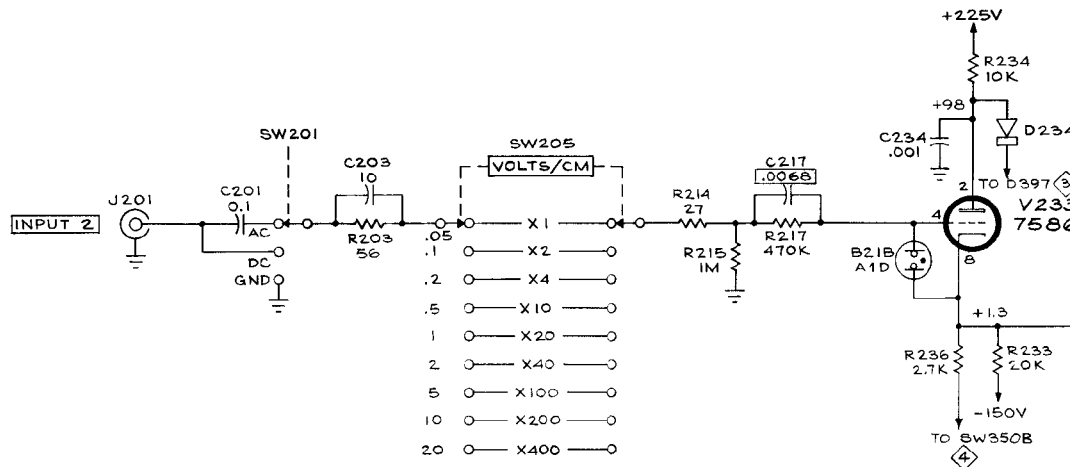 +225V
R234
10K
+98
C234
.001
D234
TO D397 3
2
V233
7586
4
8
SW201
C203
10
SW205
VOLTS/CM
C217
.0068
J201
C201
0.1
R214
27
INPUT 2
AC
R203
56
R215
1M
R217
470K
B218
A1D
DC
GND
.05 X1
.1 X2
.2 X4
.5 X10
1 X20
2 X40
5 X100
10 X200
20 X400
+1.3
R236
2.7K
R233
20K
-150V
TO SW350B
4